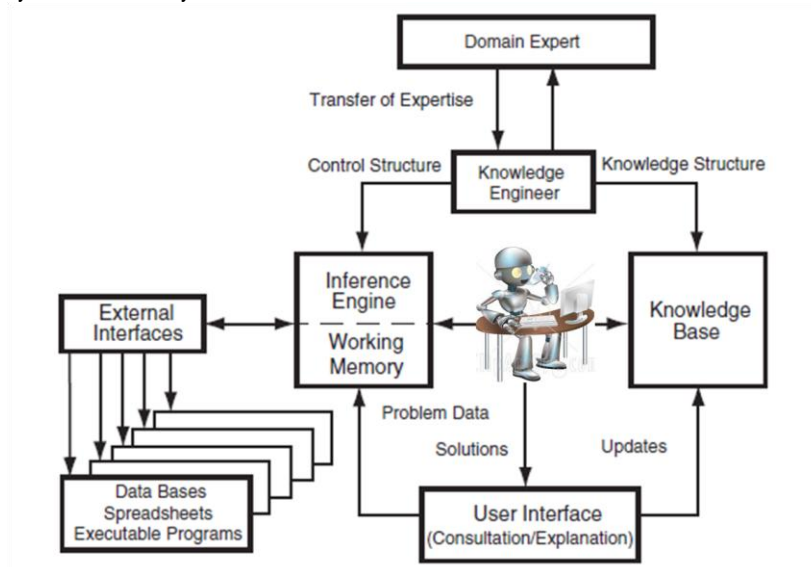 Domain Expert
Transfer of Expertise
Control Structure
Knowledge
Engineer
Knowledge Structure
Inference
Engine
Working
Memory
External
Interfaces
Knowledge
Base
Problem Data
Solutions
Updates
Data Bases
Spreadsheets
Executable Programs
User Interface
(Consultation/Explanation)